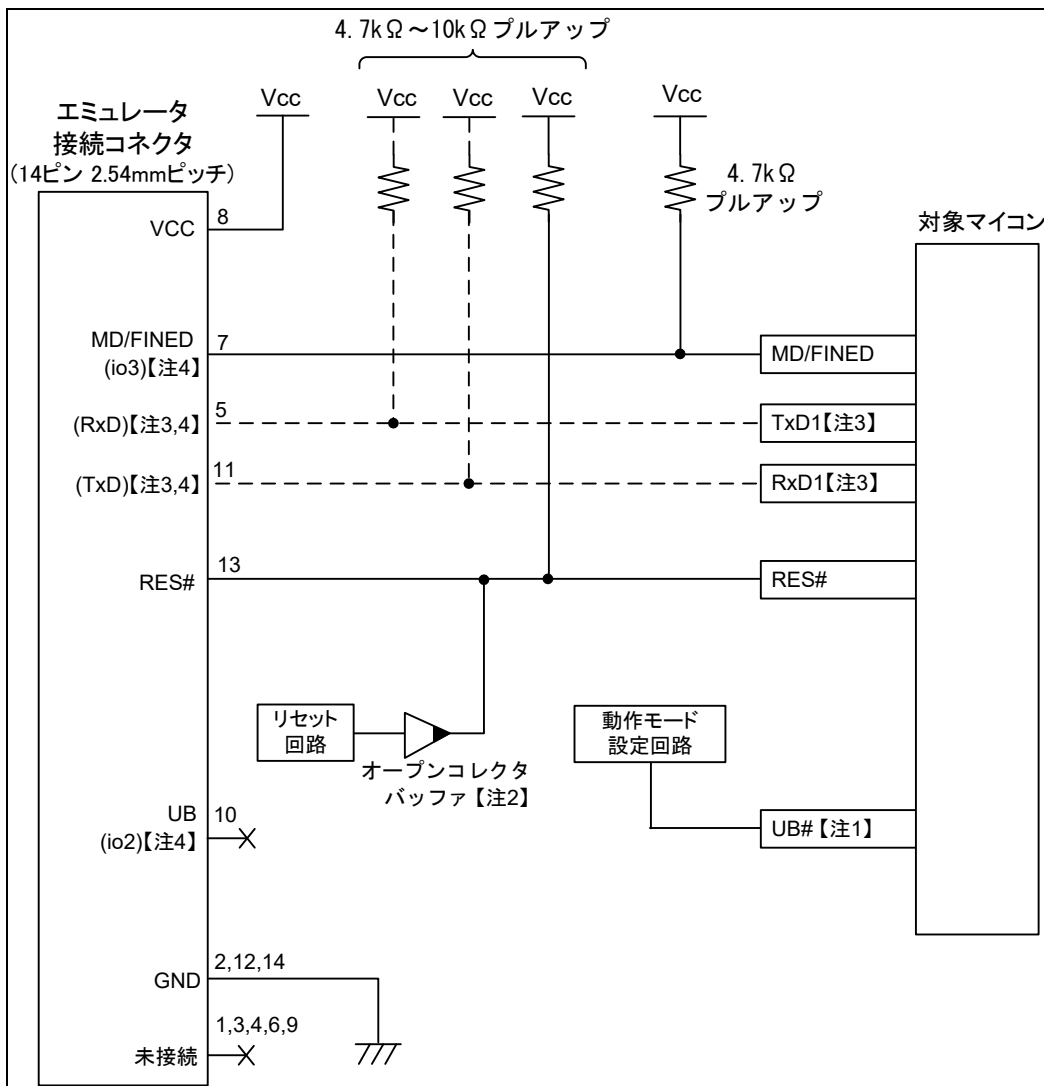 4.7kΩ～10kΩ プルアップ
Vcc
Vcc
Vcc
Vcc
Vcc
エミュレータ
接続コネクタ
(14ピン 2.54mmピッチ)
4.7kΩ
プルアップ
対象マイコン
VCC
8
MD/FINED
(io3)【注4】
7
MD/FINED
(RxD)【注3,4】
5
TxD1【注3】
(TxD)【注3,4】
11
RxD1【注3】
RES#
13
RES#
リセット
回路
オープンコレクタ
バッファ【注2】
動作モード
設定回路
UB
(io2)【注4】
10
UB#【注1】
GND
2,12,14
未接続
1,3,4,6,9